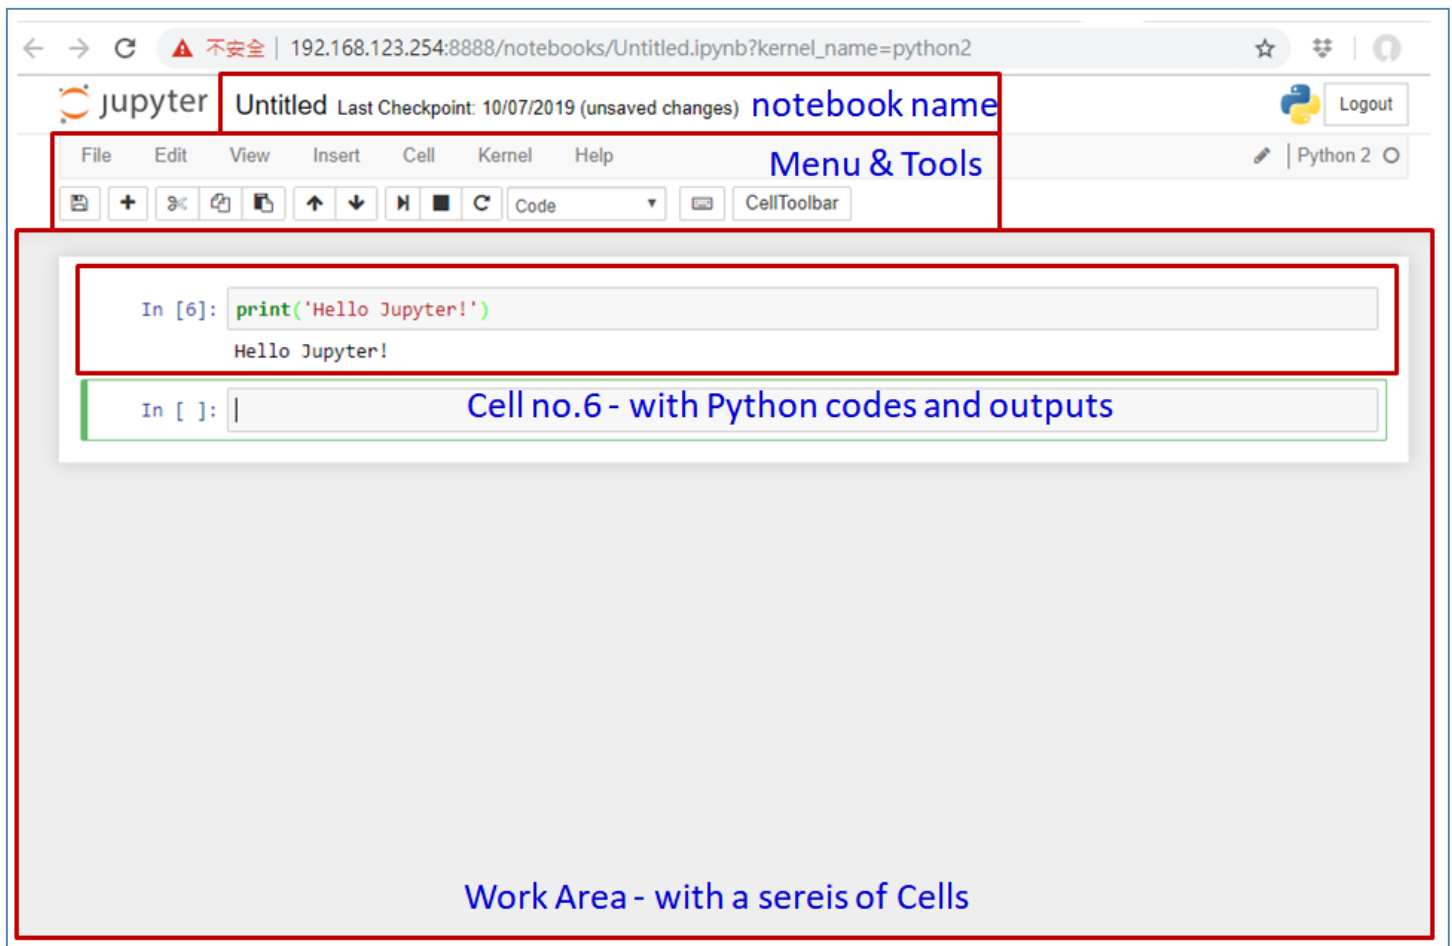 不安全 | 192.168.123.254:8888/notebooks/Untitled.ipynb?kernel_name=python2
jupyter Untitled Last Checkpoint: 10/07/2019 (unsaved changes) notebook name Logout
File Edit View Insert Cell Kernel Help Menu & Tools Python 2
Code CellToolbar
In [6]: print('Hello Jupyter!')
Hello Jupyter!
In [ ]: Cell no.6 - with Python codes and outputs
Work Area - with a sereis of Cells